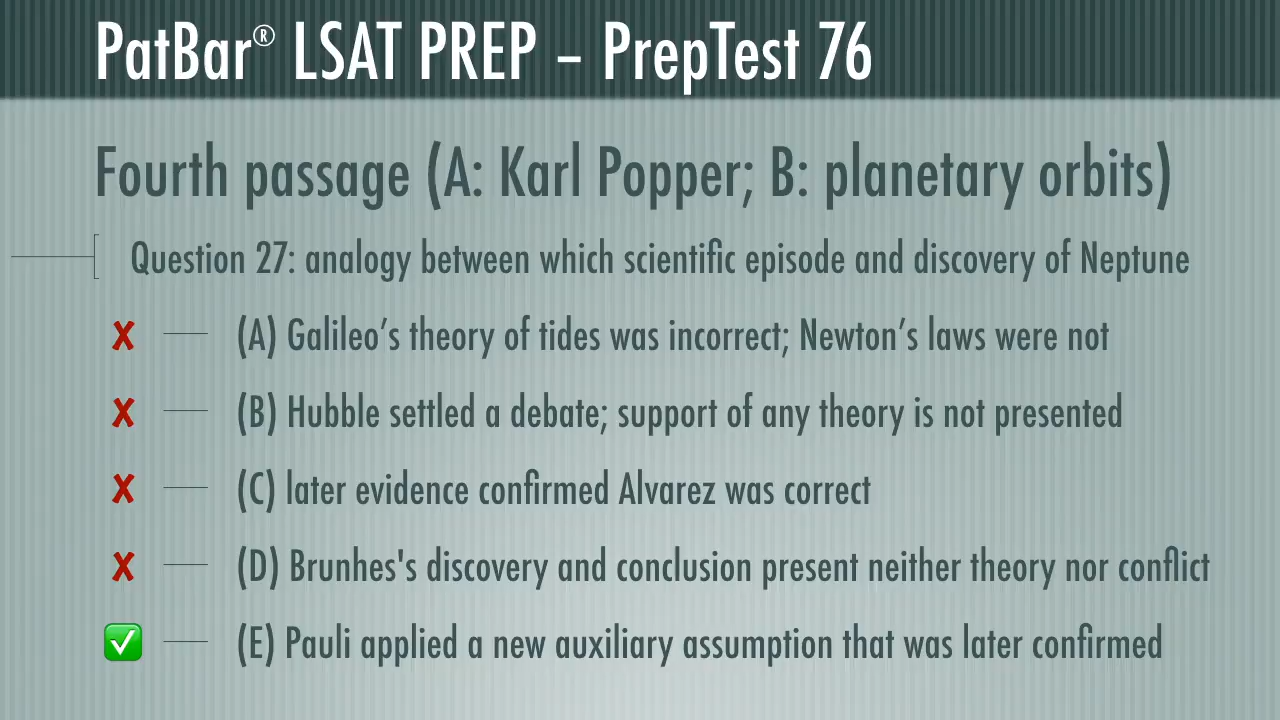 PatBar® LSAT PREP – PrepTest 76
Fourth passage (A: Karl Popper; B: planetary orbits)
Question 27: analogy between which scientific episode and discovery of Neptune
✗ (A) Galileo’s theory of tides was incorrect; Newton’s laws were not
✗ (B) Hubble settled a debate; support of any theory is not presented
✗ (C) later evidence confirmed Alvarez was correct
✗ (D) Brunhes's discovery and conclusion present neither theory nor conflict
✅ (E) Pauli applied a new auxiliary assumption that was later confirmed